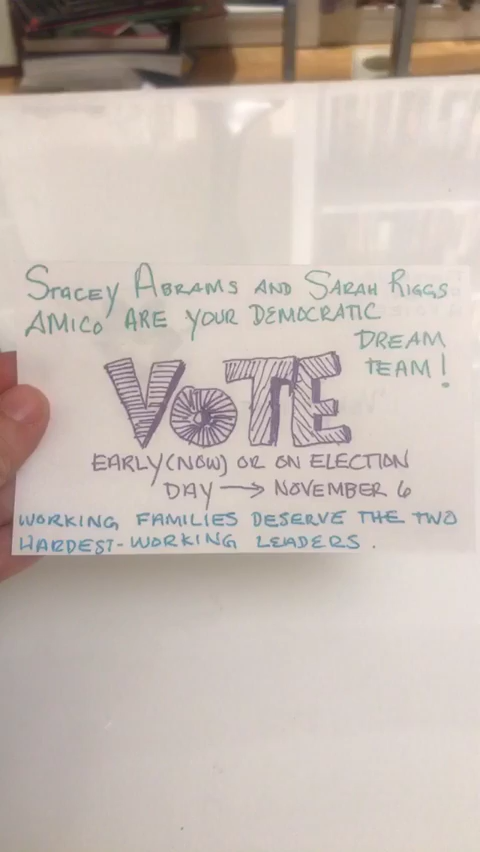 STACEY ABRAMS AND SARAH RIGGS
AMICO ARE YOUR DEMOCRATIC
DREAM
TEAM!
VOTE
EARLY (NOW) OR ON ELECTION
DAY → NOVEMBER 6
WORKING FAMILIES DESERVE THE TWO
HARDEST-WORKING LEADERS.